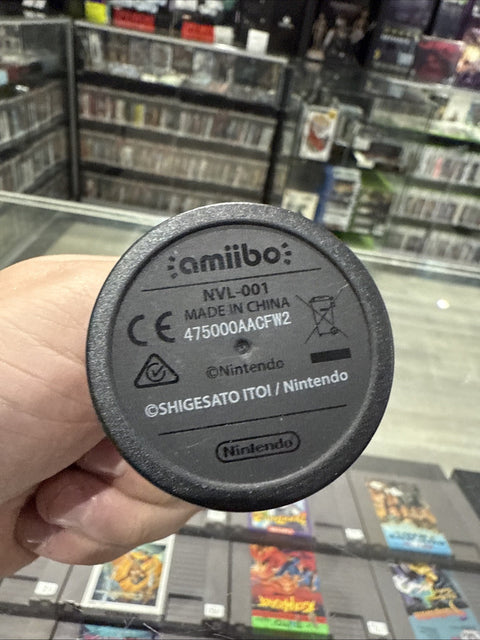 amiibo
NVL-001
MADE IN CHINA
CE
475000AACFW2
©Nintendo
©SHIGESATO ITOI / Nintendo
Nintendo